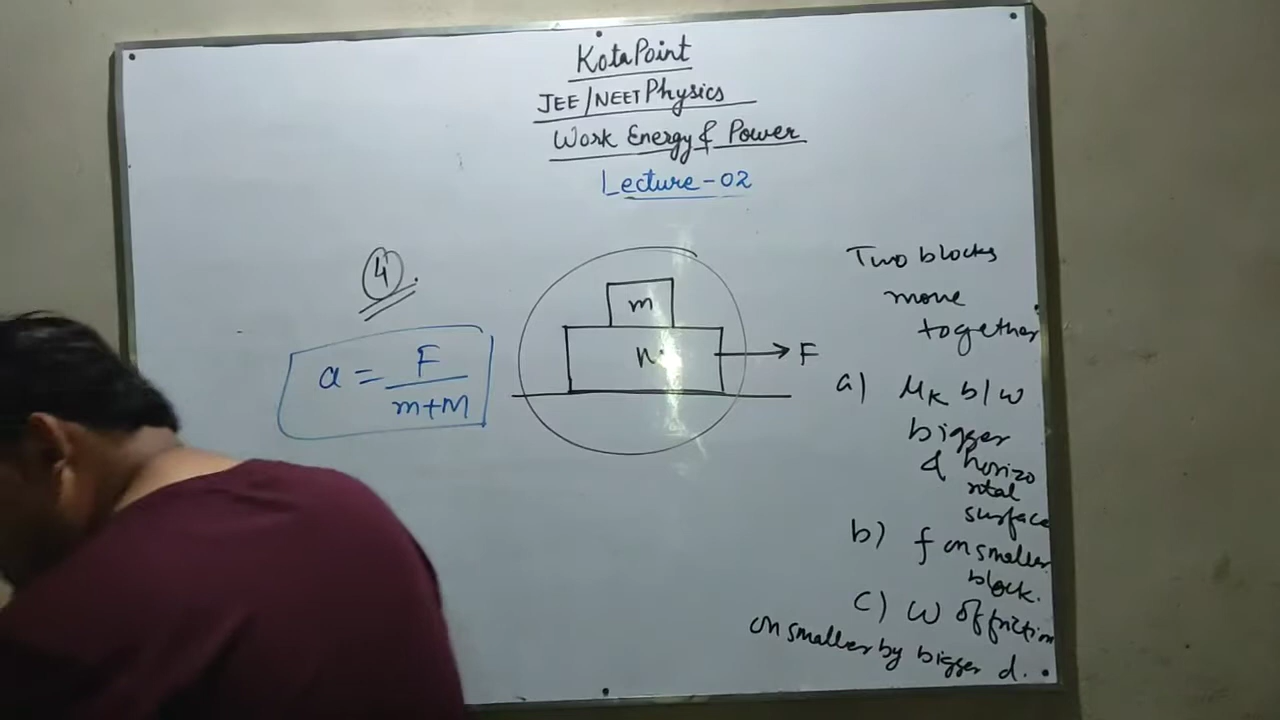 KotaPoint
JEE/NEET Physics
Work Energy & Power
Lecture-02
4.
a = F
m+M
m
F
Two blocks
move
together
a) μK b/w
bigger
& horizo
ntal
surface
b) f on smaller
block.
C) W of friction
on smaller by bigger d.